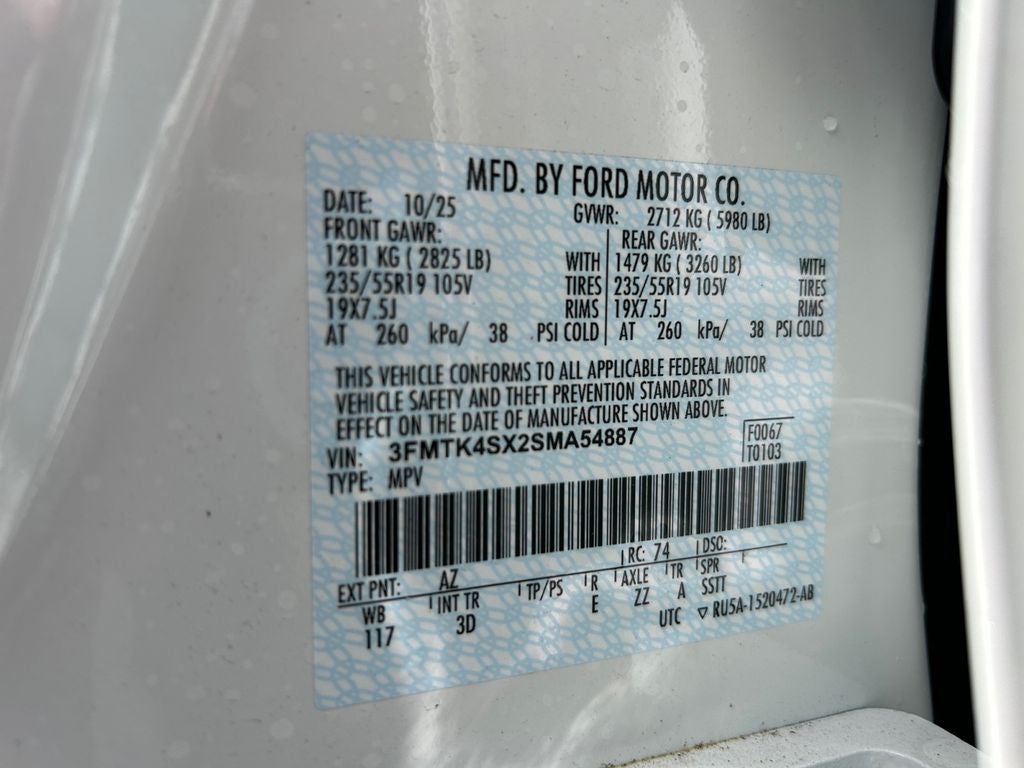 MFD. BY FORD MOTOR CO.
DATE: 10/25 GVWR: 2712 KG ( 5980 LB)
FRONT GAWR: REAR GAWR:
1281 KG ( 2825 LB) WITH 1479 KG ( 3260 LB) WITH
235/55R19 105V TIRES 235/55R19 105V TIRES
19X7.5J RIMS 19X7.5J RIMS
AT 260 kPa/ 38 PSI COLD AT 260 kPa/ 38 PSI COLD
THIS VEHICLE CONFORMS TO ALL APPLICABLE FEDERAL MOTOR
VEHICLE SAFETY AND THEFT PREVENTION STANDARDS IN
EFFECT ON THE DATE OF MANUFACTURE SHOWN ABOVE.
VIN: 3FMTK4SX2SMA54887 F0067
TYPE: MPV T0103
EXT PNT: AZ RC: 74 DSO:
WB INT TR TP/PS R AXLE TR SPR
117 3D E ZZ A SSTT
UTC ▽ RU5A-1520472-AB